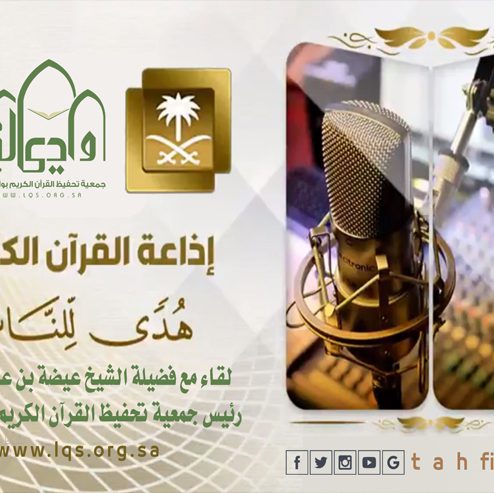 جمعية تحفيظ القرآن الكريم
WWW.LQS.ORG.SA
إذاعة القرآن
هُدًى لِّلنَّاسِ
لقاء مع فضيلة الشيخ عيضة بن
رئيس جمعية تحفيظ القرآن الكريم
www.lqs.org.sa
tahfi